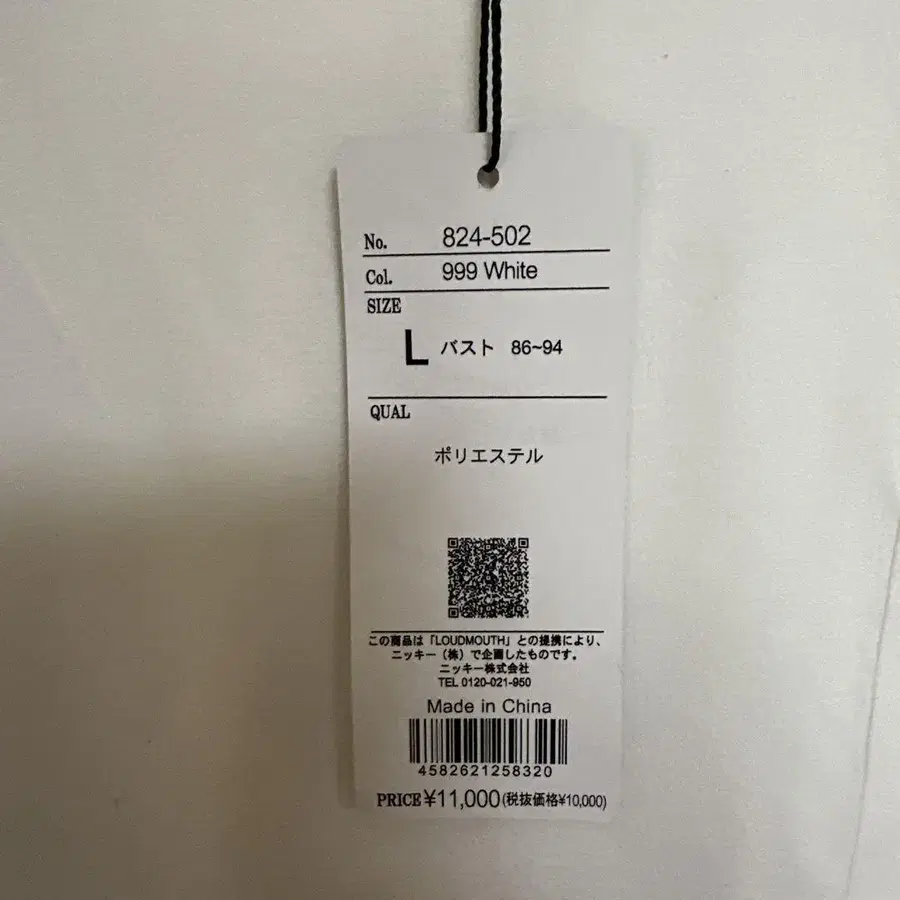 No. 824-502
Col. 999 White
SIZE
L バスト 86~94
QUAL
ポリエステル
この商品は「LOUDMOUTH」との提携により、
ニッキー(株)で企画したものです。
ニッキー株式会社
TEL 0120-021-950
Made in China
4582621258320
PRICE ¥11,000(税抜価格¥10,000)